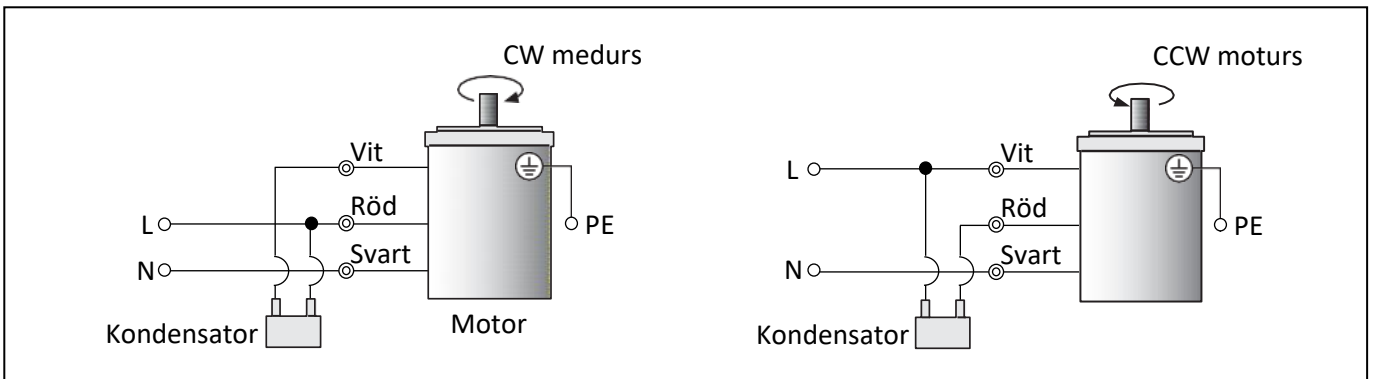 CW medurs
Vit
Röd
L
PE
Svart
N
Kondensator
Motor
CCW moturs
Vit
L
Röd
PE
Svart
N
Kondensator